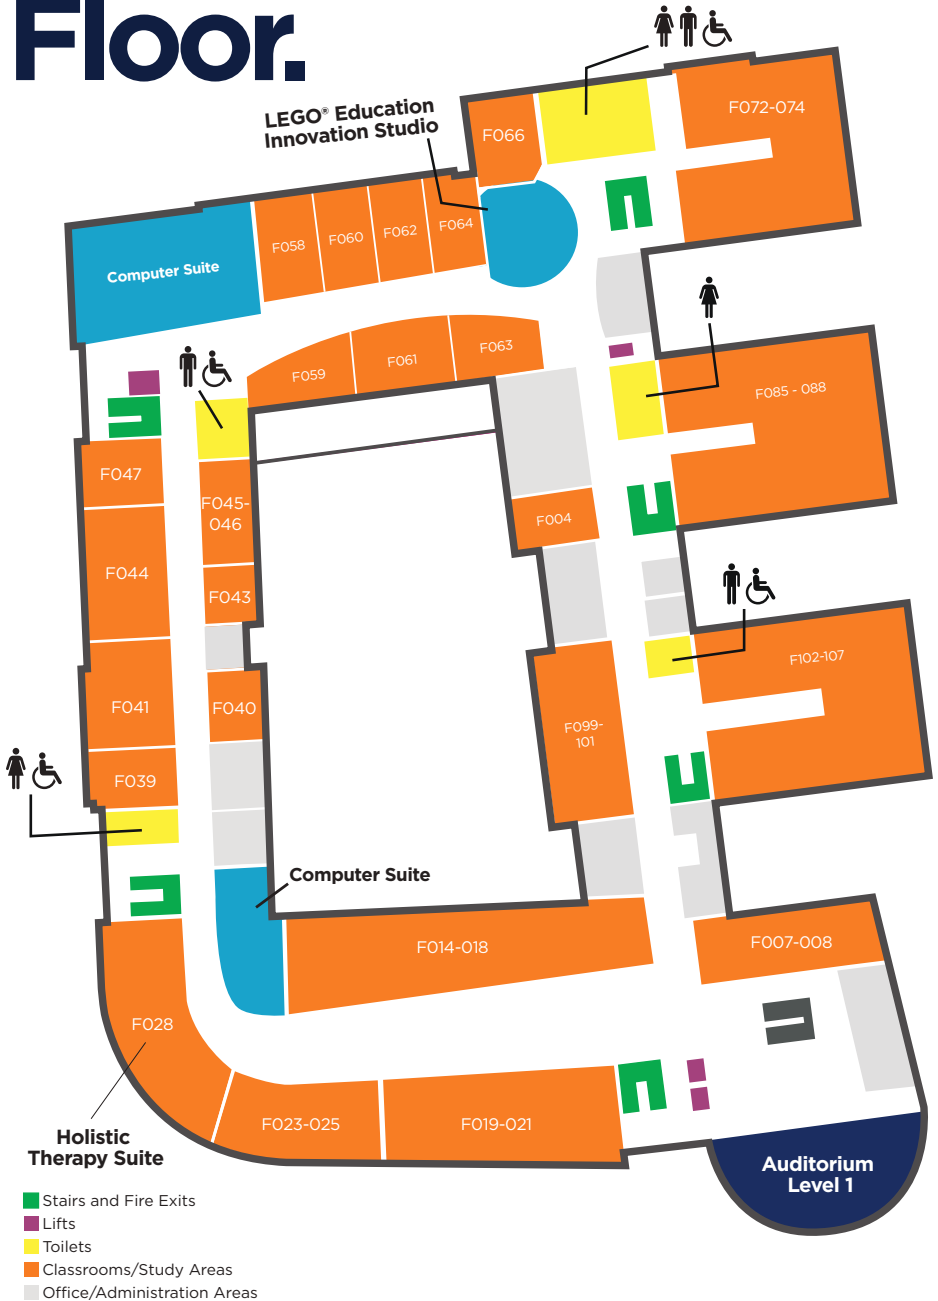 Floor.
LEGO® Education
Innovation Studio
F066
F072-074
Computer Suite
F058
F060
F062
F064
F059
F061
F063
F085 - 088
F047
F045-
046
F004
F044
F043
F041
F040
F039
F099-
101
F102-107
Computer Suite
F014-018
F007-008
F028
F023-025
F019-021
Holistic
Therapy Suite
Auditorium
Level 1
Stairs and Fire Exits
Lifts
Toilets
Classrooms/Study Areas
Office/Administration Areas